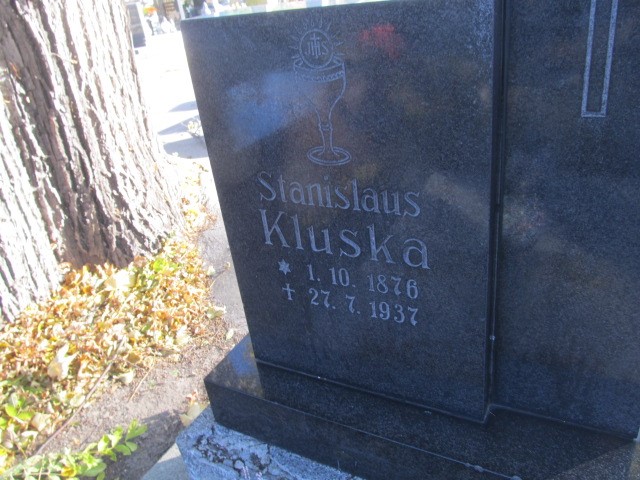 IHS
Stanislaus
Kluska
* 1. 10. 1876
† 27. 7. 1937